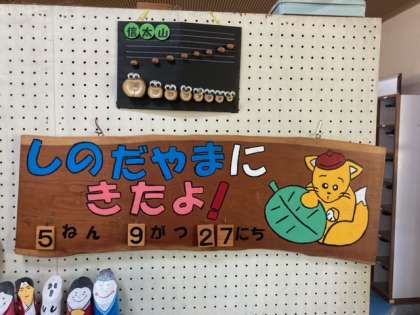 信太山
しのだやまに
きたよ!
5ねん 9がつ 27にち